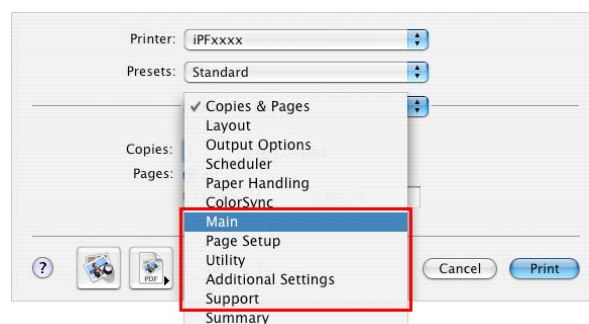 Printer: iPFxxxx
Presets: Standard
✓ Copies & Pages
Layout
Output Options
Copies:
Scheduler
Pages:
Paper Handling
ColorSync
Main
Page Setup
Utility
? PDF Cancel Print
Additional Settings
Support
Summary